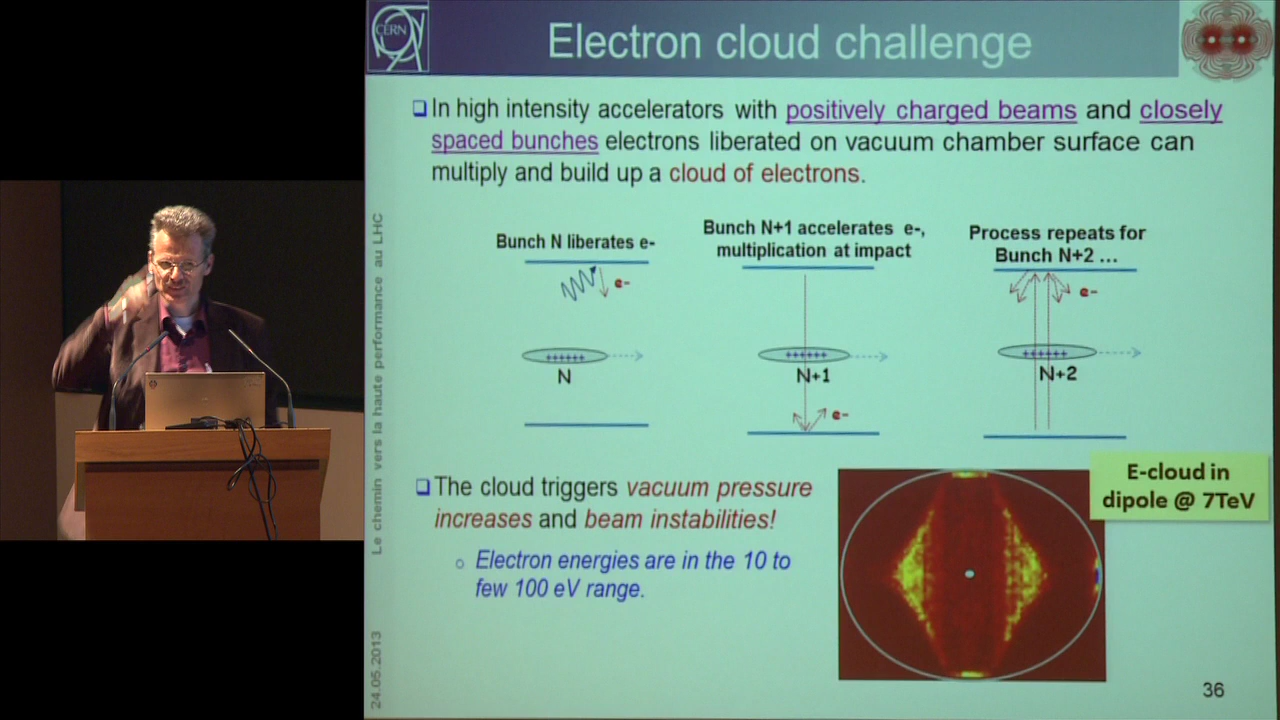 CERN
Electron cloud challenge
In high intensity accelerators with positively charged beams and closely
spaced bunches electrons liberated on vacuum chamber surface can
multiply and build up a cloud of electrons.
Bunch N liberates e-
Bunch N+1 accelerates e-,
multiplication at impact
Process repeats for
Bunch N+2 ...
e-
e-
++++++
++++++
++++++
N
N+1
N+2
e-
The cloud triggers vacuum pressure
increases and beam instabilities!
Electron energies are in the 10 to
few 100 eV range.
E-cloud in
dipole @ 7TeV
Le chemin vers la haute performance au LHC
24.05.2013
36